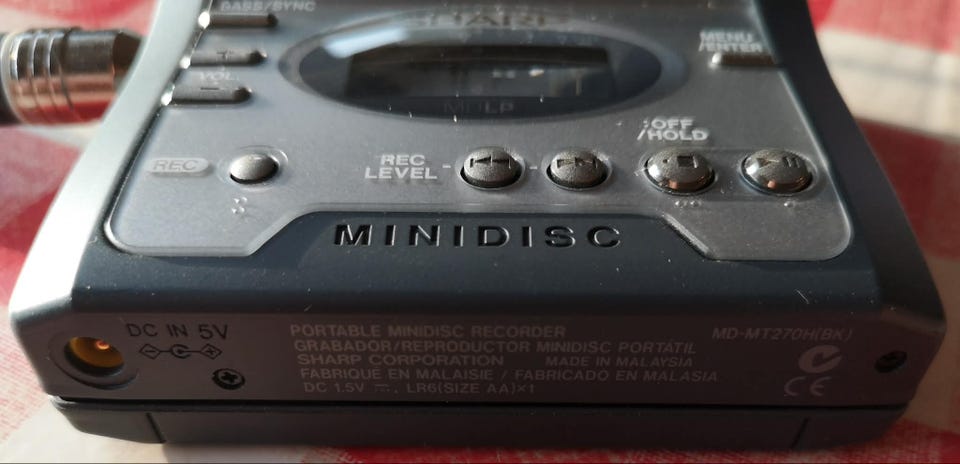 BASS/SYNC
SHARP
MENU
/ENTER
+
VOL
−
MDLP
:OFF
/HOLD
REC
REC
LEVEL
MINIDISC
DC IN 5V
PORTABLE MINIDISC RECORDER
GRABADOR/REPRODUCTOR MINIDISC PORTÁTIL
SHARP CORPORATION MADE IN MALAYSIA
FABRIQUÉ EN MALAISIE / FABRICADO EN MALASIA
DC 1.5V ⎓, LR6(SIZE AA)×1
MD-MT270H(BK)
CE